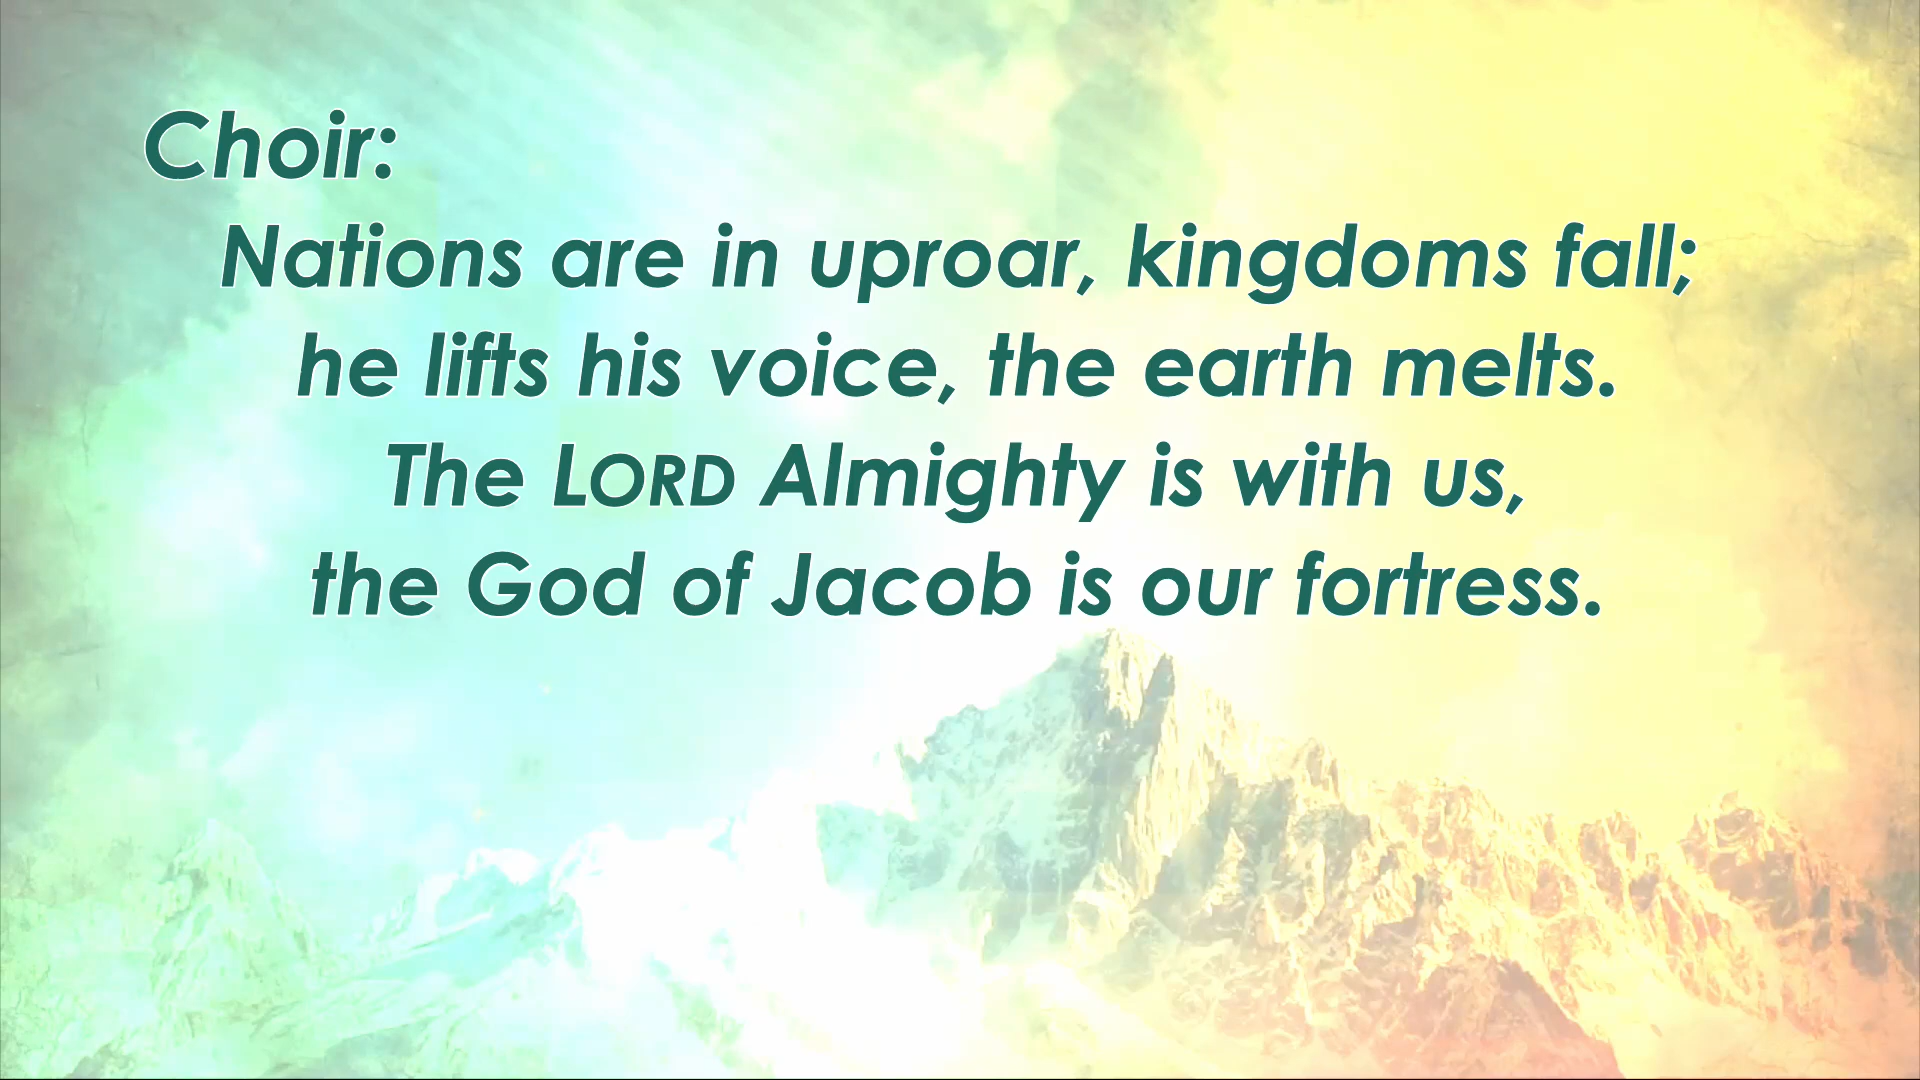 Choir:
Nations are in uproar, kingdoms fall;
he lifts his voice, the earth melts.
The LORD Almighty is with us,
the God of Jacob is our fortress.